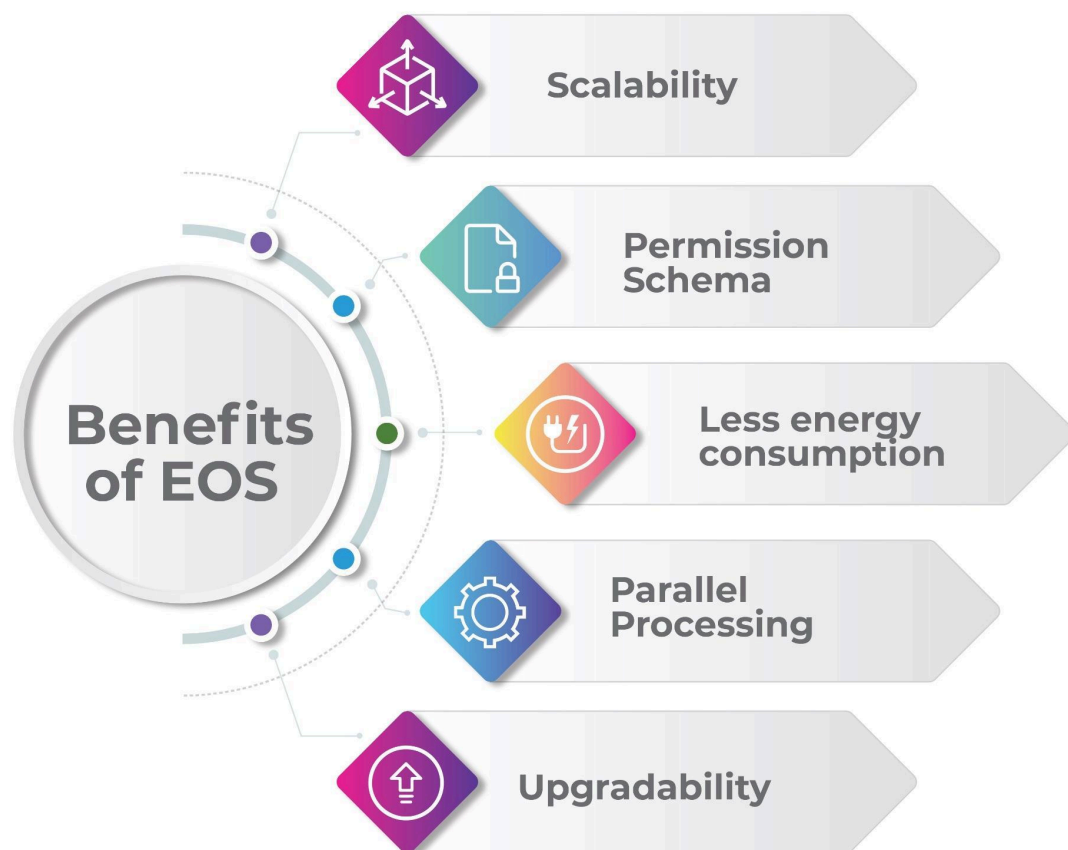 Scalability
Permission
Schema
Benefits
of EOS
Less energy
consumption
Parallel
Processing
Upgradability